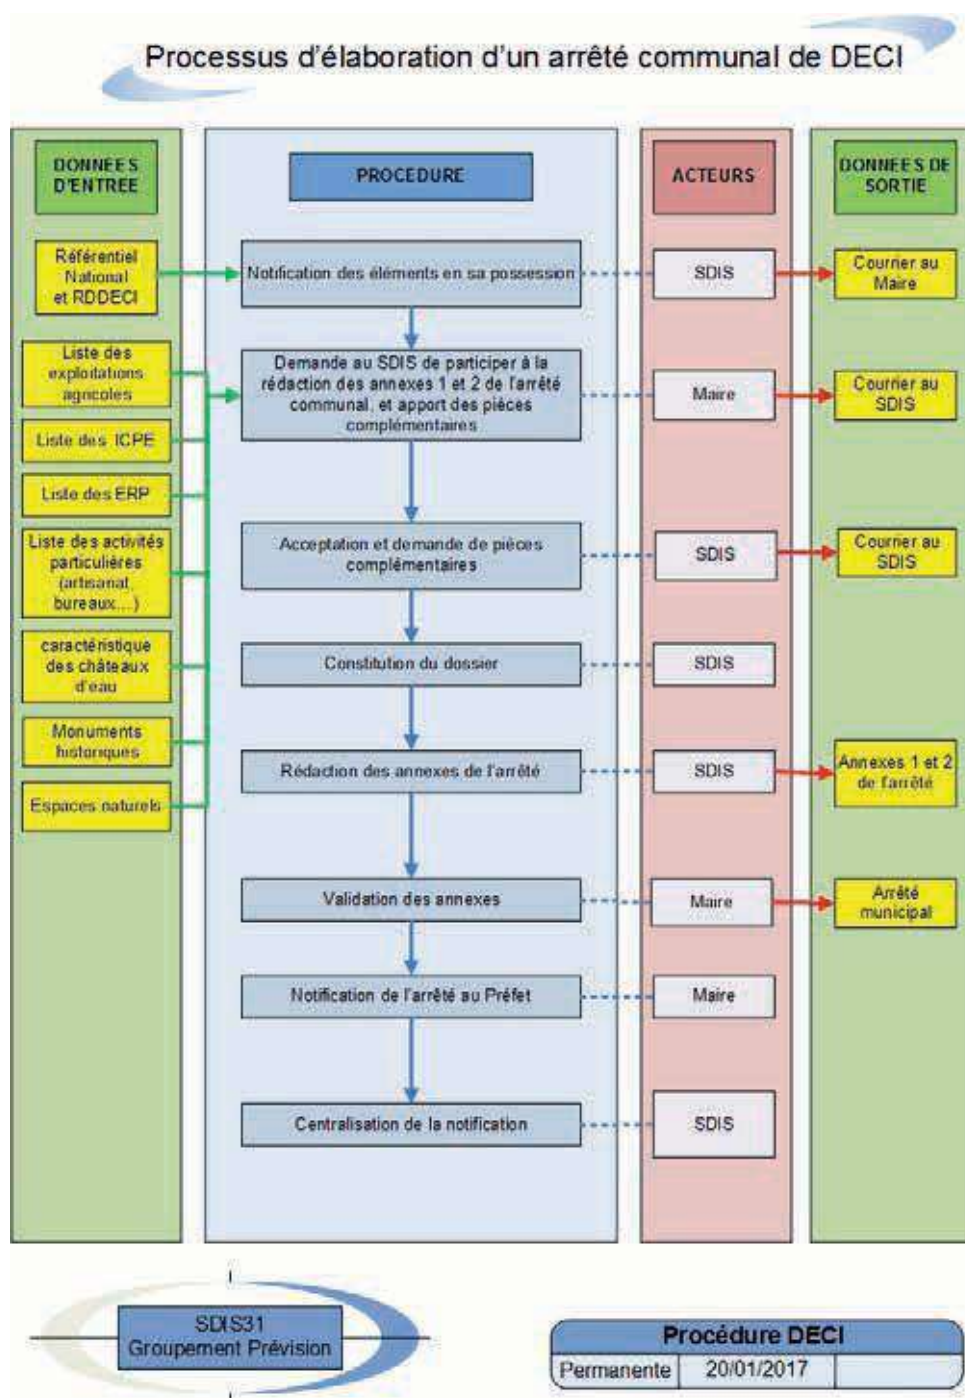 Processus d'élaboration d'un arrêté communal de DECI
DONNEES
D'ENTREE
PROCEDURE
ACTEURS
DONNEES DE
SORTIE
Référentiel
National
et RDDECI
Notification des éléments en sa possession
SDIS
Courrier au
Maire
Liste des
exploitations
agricoles
Liste des ICPE
Liste des ERP
Liste des activités
particulières
(artisanat
bureaux...)
caractéristique
des châteaux
d'eau
Monuments
historiques
Espaces naturels
Demande au SDIS de participer à la
rédaction des annexes 1 et 2 de l'arrêté
communal, et apport des pièces
complémentaires
Maire
Courrier au
SDIS
Acceptation et demande de pièces
complémentaires
SDIS
Courrier au
SDIS
Constitution du dossier
SDIS
Rédaction des annexes de l'arrêté
SDIS
Annexes 1 et 2
de l'arrêté
Validation des annexes
Maire
Arrêté
municipal
Notification de l'arrêté au Préfet
Maire
Centralisation de la notification
SDIS
SDIS31
Groupement Prévision
Procédure DECI
Permanente 20/01/2017